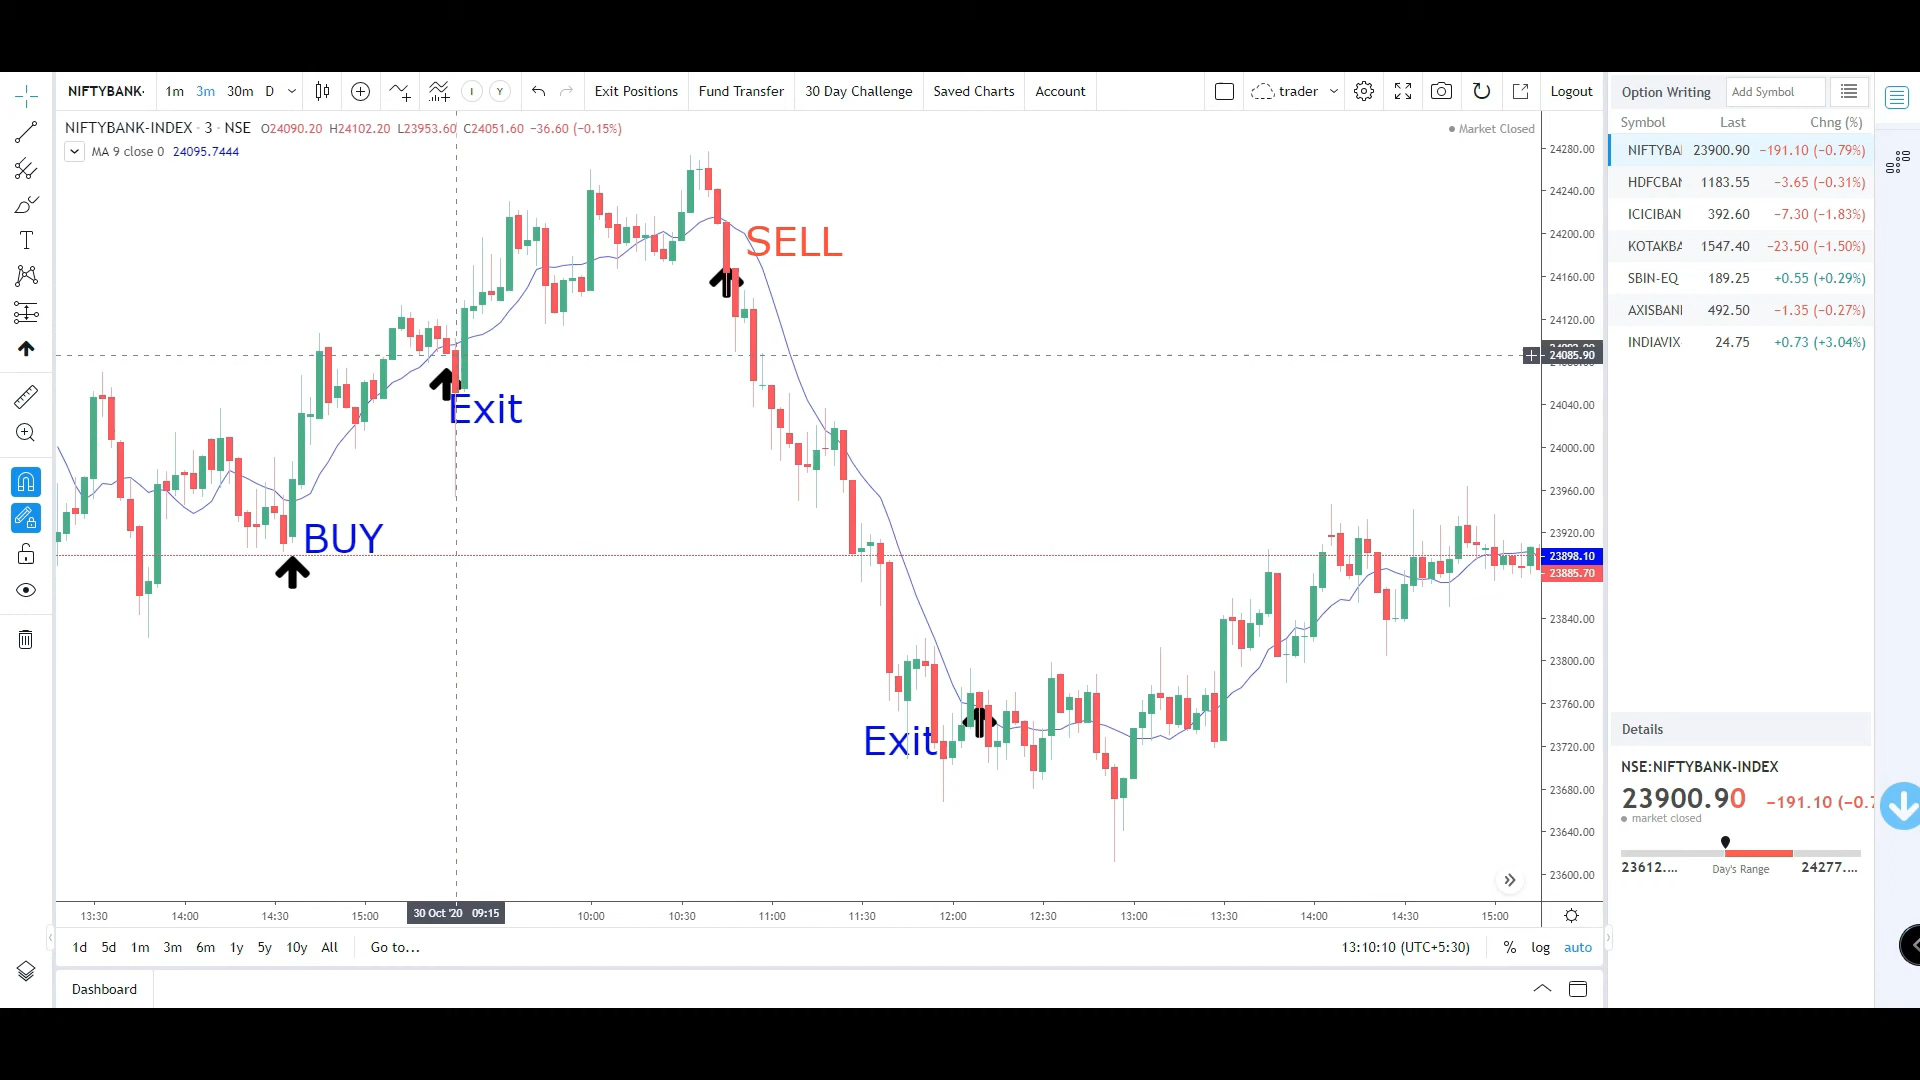 NIFTYBANK· 1m 3m 30m D I Y Exit Positions Fund Transfer 30 Day Challenge Saved Charts Account trader Logout
NIFTYBANK-INDEX · 3 · NSE O24090.20 H24102.20 L23953.60 C24051.60 −36.60 (−0.15%)
Market Closed
MA 9 close 0 24095.7444
SELL
Exit
BUY
Exit
24280.00
24240.00
24200.00
24160.00
24120.00
24085.90
24040.00
24000.00
23960.00
23920.00
23898.10
23885.70
23840.00
23800.00
23760.00
23720.00
23680.00
23640.00
23600.00
13:30 14:00 14:30 15:00 30 Oct '20 09:15 10:00 10:30 11:00 11:30 12:00 12:30 13:00 13:30 14:00 14:30 15:00
1d 5d 1m 3m 6m 1y 5y 10y All Go to... 13:10:10 (UTC+5:30) % log auto
Dashboard
Option Writing Add Symbol
Symbol Last Chng (%)
NIFTYBA 23900.90 −191.10 (−0.79%)
HDFCBAN 1183.55 −3.65 (−0.31%)
ICICIBAN 392.60 −7.30 (−1.83%)
KOTAKBA 1547.40 −23.50 (−1.50%)
SBIN-EQ 189.25 +0.55 (+0.29%)
AXISBANI 492.50 −1.35 (−0.27%)
INDIAVIX 24.75 +0.73 (+3.04%)
Details
NSE:NIFTYBANK-INDEX
23900.90 −191.10 (−0.7
market closed
23612.... Day's Range 24277....